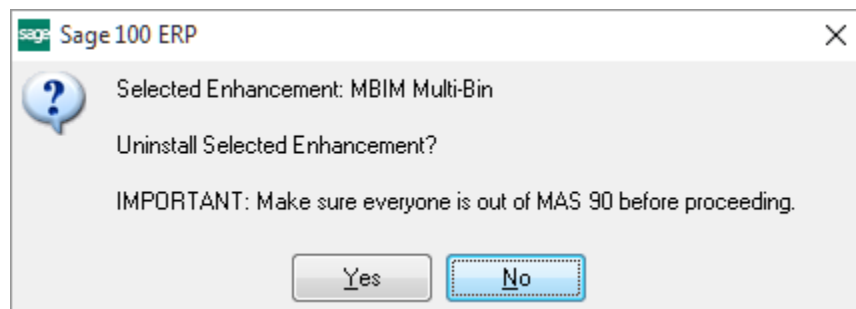 sage Sage 100 ERP
Selected Enhancement: MBIM Multi-Bin
Uninstall Selected Enhancement?
IMPORTANT: Make sure everyone is out of MAS 90 before proceeding.
Yes No